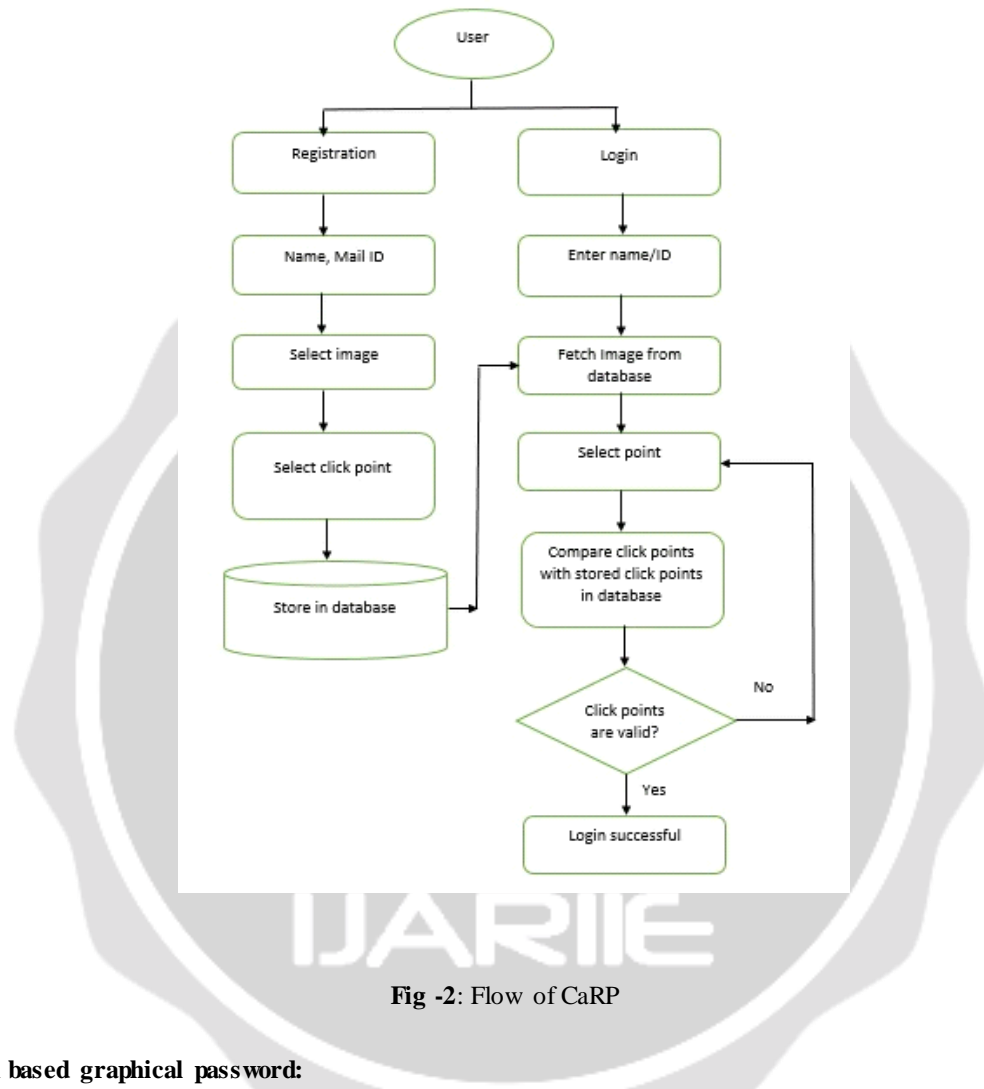 User
Registration
Name, Mail ID
Select image
Select click point
Store in database
Login
Enter name/ID
Fetch Image from
database
Select point
Compare click points
with stored click points
in database
Click points
are valid?
No
Yes
Login successful
IJARIIE
Fig -2: Flow of CaRP
based graphical password: